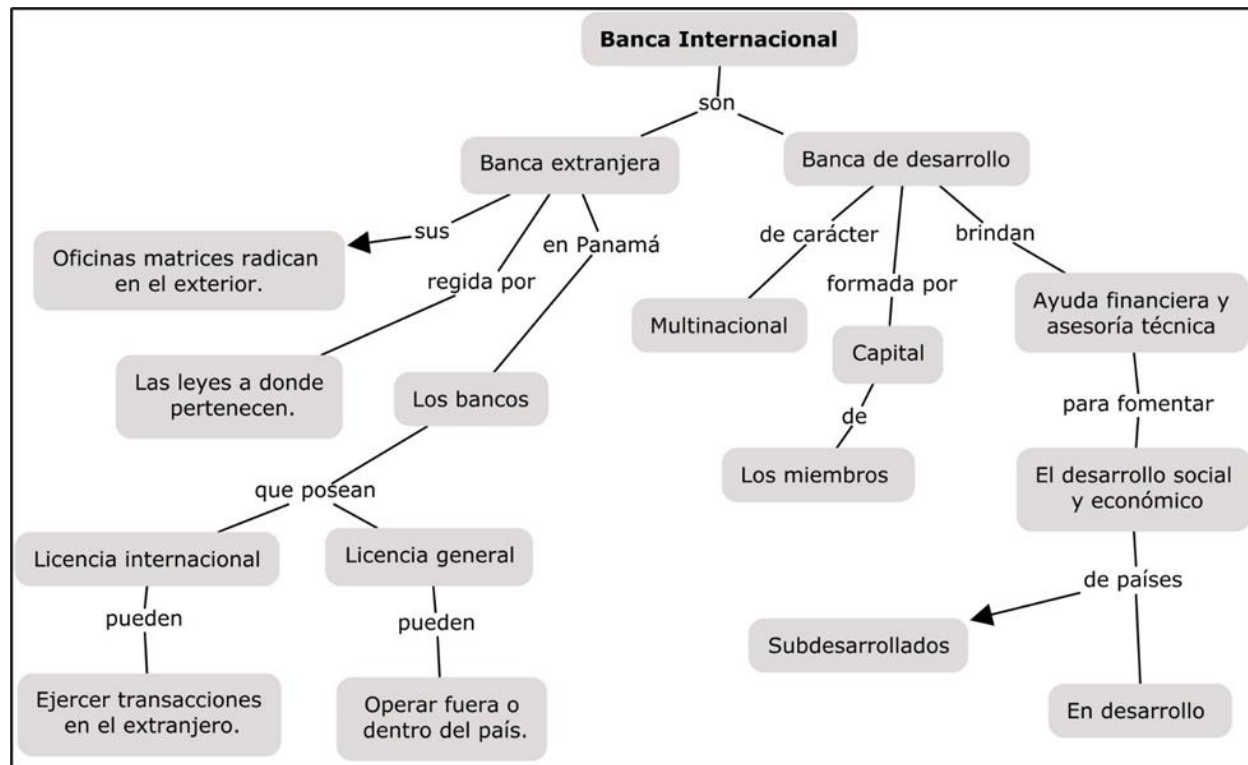 Banca Internacional
son
Banca extranjera
Banca de desarrollo
sus
Oficinas matrices radican
en el exterior.
regida por
Las leyes a donde
pertenecen.
en Panamá
Los bancos
que posean
Licencia internacional
pueden
Ejercer transacciones
en el extranjero.
Licencia general
pueden
Operar fuera o
dentro del país.
de carácter
Multinacional
formada por
Capital
de
Los miembros
brindan
Ayuda financiera y
asesoría técnica
para fomentar
El desarrollo social
y económico
de países
Subdesarrollados
En desarrollo